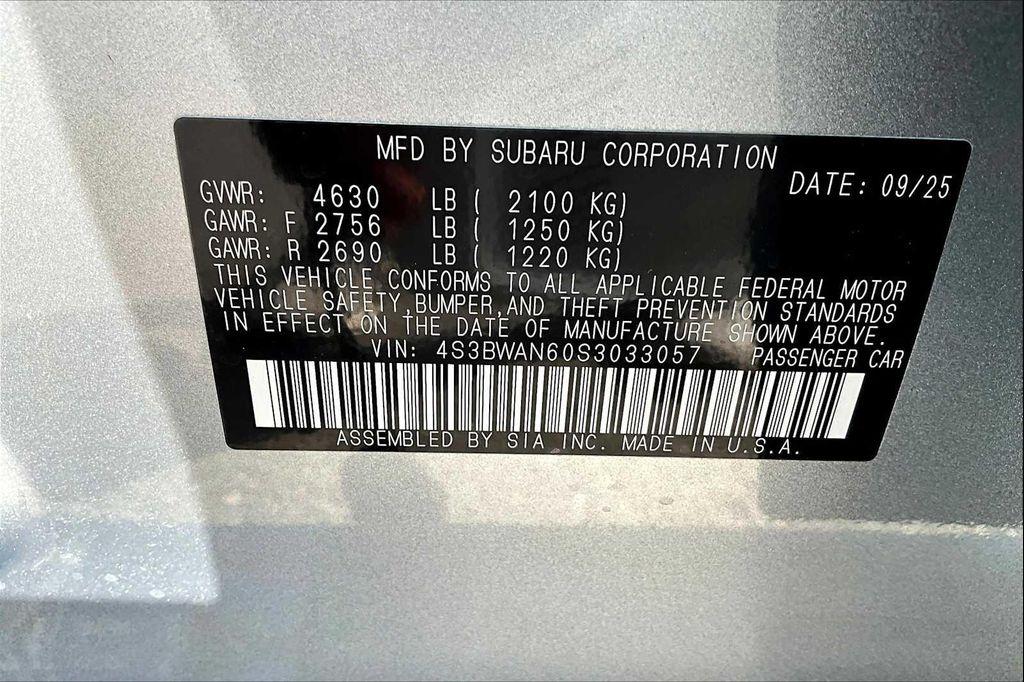 MFD BY SUBARU CORPORATION
DATE: 09/25
GVWR: 4630 LB ( 2100 KG)
GAWR: F 2756 LB ( 1250 KG)
GAWR: R 2690 LB ( 1220 KG)
THIS VEHICLE CONFORMS TO ALL APPLICABLE FEDERAL MOTOR
VEHICLE SAFETY,BUMPER,AND THEFT PREVENTION STANDARDS
IN EFFECT ON THE DATE OF MANUFACTURE SHOWN ABOVE.
VIN: 4S3BWAN60S3033057 PASSENGER CAR
ASSEMBLED BY SIA INC. MADE IN U.S.A.